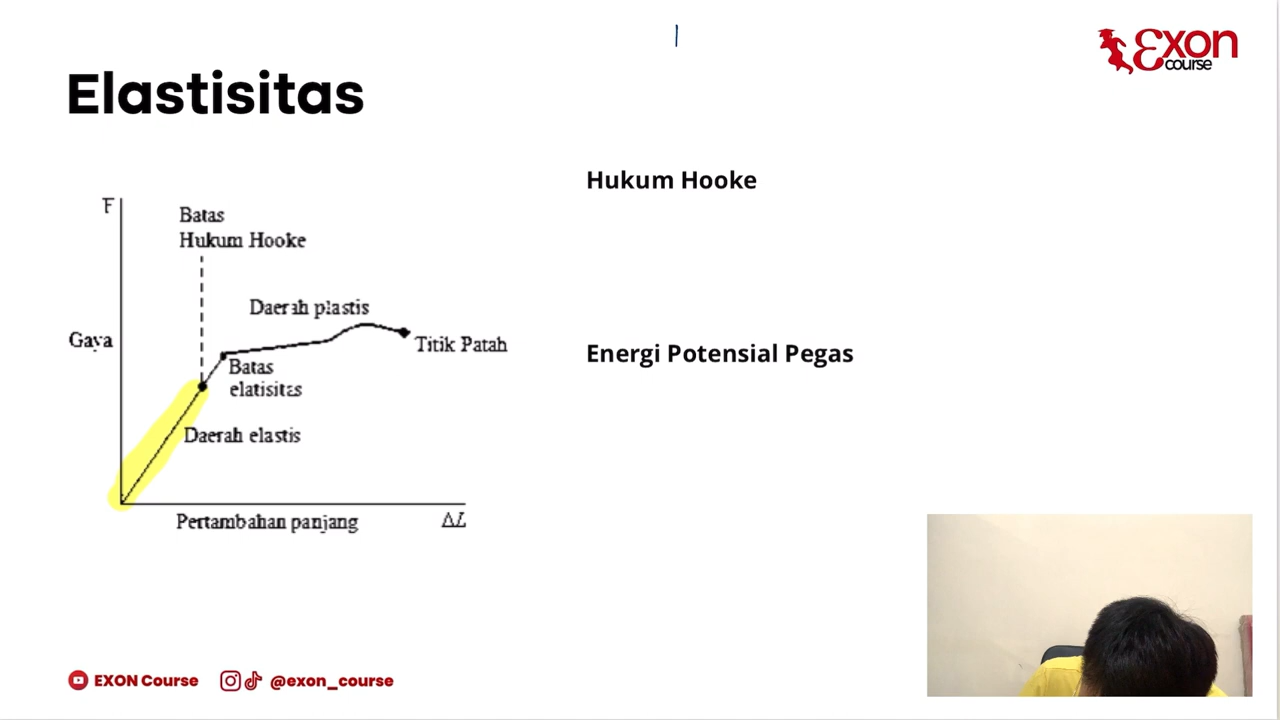 Exon
course
Elastisitas
F
Batas
Hukum Hooke
Daerah plastis
Gaya
Titik Patah
Batas
elatisitas
Daerah elastis
Pertambahan panjang
ΔL
Hukum Hooke
Energi Potensial Pegas
EXON Course
@exon_course